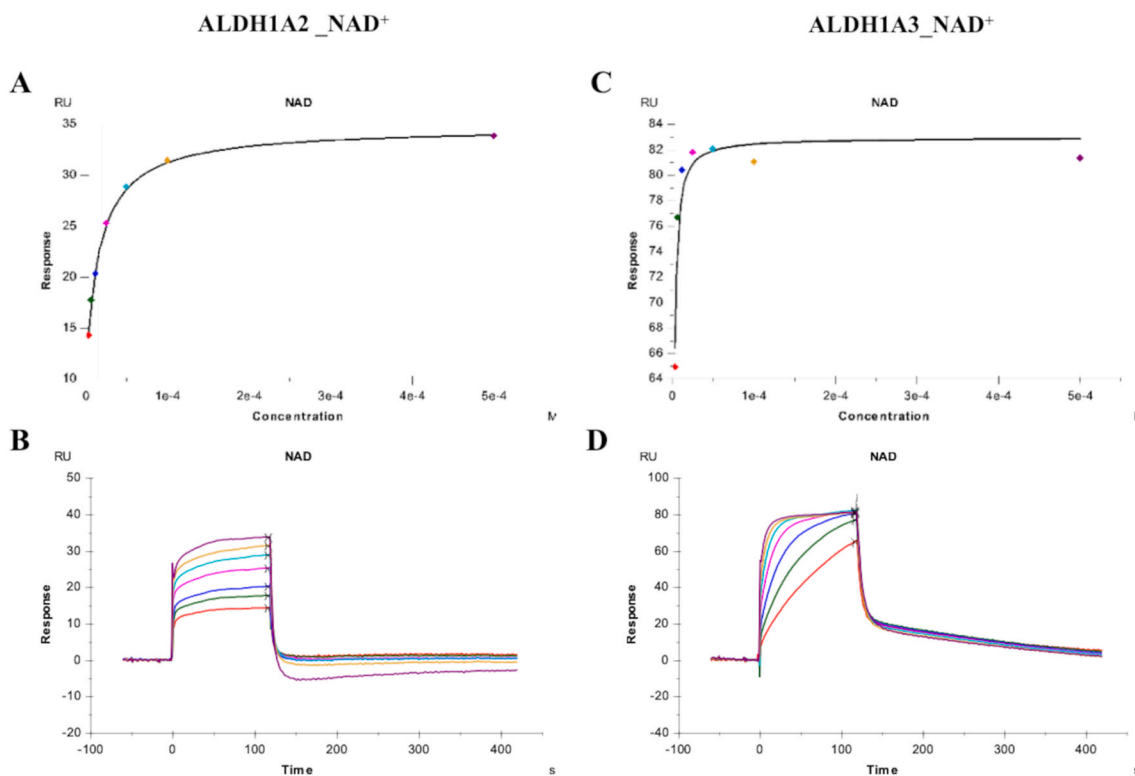 ALDH1A2 _NAD⁺
ALDH1A3_NAD⁺
A
RU
NAD
35
30
25
20
15
10
Response
0
1e-4
2e-4
3e-4
4e-4
5e-4
Concentration
M
C
RU
NAD
84
82
80
78
76
74
72
70
68
66
64
Response
0
1e-4
2e-4
3e-4
4e-4
5e-4
Concentration
B
RU
NAD
50
40
30
20
10
0
-10
-20
Response
-100
0
100
200
300
400
Time
s
D
RU
NAD
100
80
60
40
20
0
-20
-40
Response
-100
0
100
200
300
400
Time